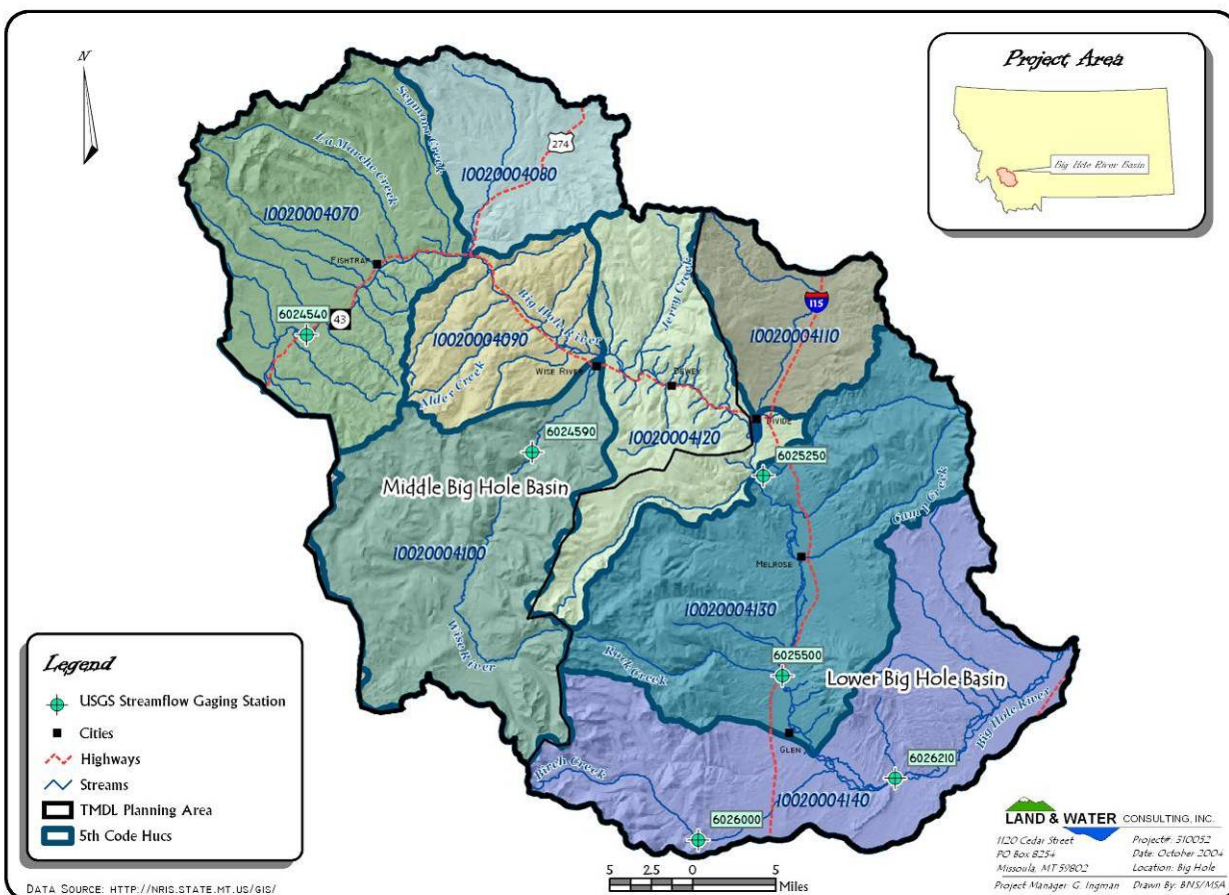 N
Project Area
Big Hole River Basin
Seymour Creek
La Marche Creek
274
10020004080
10020004070
FISHTRAP
Jerry Creek
115
6024540
43
Big Hole River
10020004090
10020004110
WISE RIVER
DEWEY
Alder Creek
DIVIDE
6024590
10020004120
6025250
Middle Big Hole Basin
Camp Creek
10020004100
MELROSE
10020004130
Wise River
Rock Creek
6025500
Lower Big Hole Basin
Big Hole River
GLEN
6026210
Birch Creek
10020004140
6026000
Legend
USGS Streamflow Gaging Station
Cities
Highways
Streams
TMDL Planning Area
5th Code Hucs
5 2.5 0 5
Miles
LAND & WATER CONSULTING, INC.
1120 Cedar Street
PO Box 8254
Missoula, MT 59802
Project Manager: G. Ingman
Project#: 310052
Date: October 2004
Location: Big Hole
Drawn By: BNS/MSA
DATA SOURCE: HTTP://NRIS.STATE.MT.US/GIS/